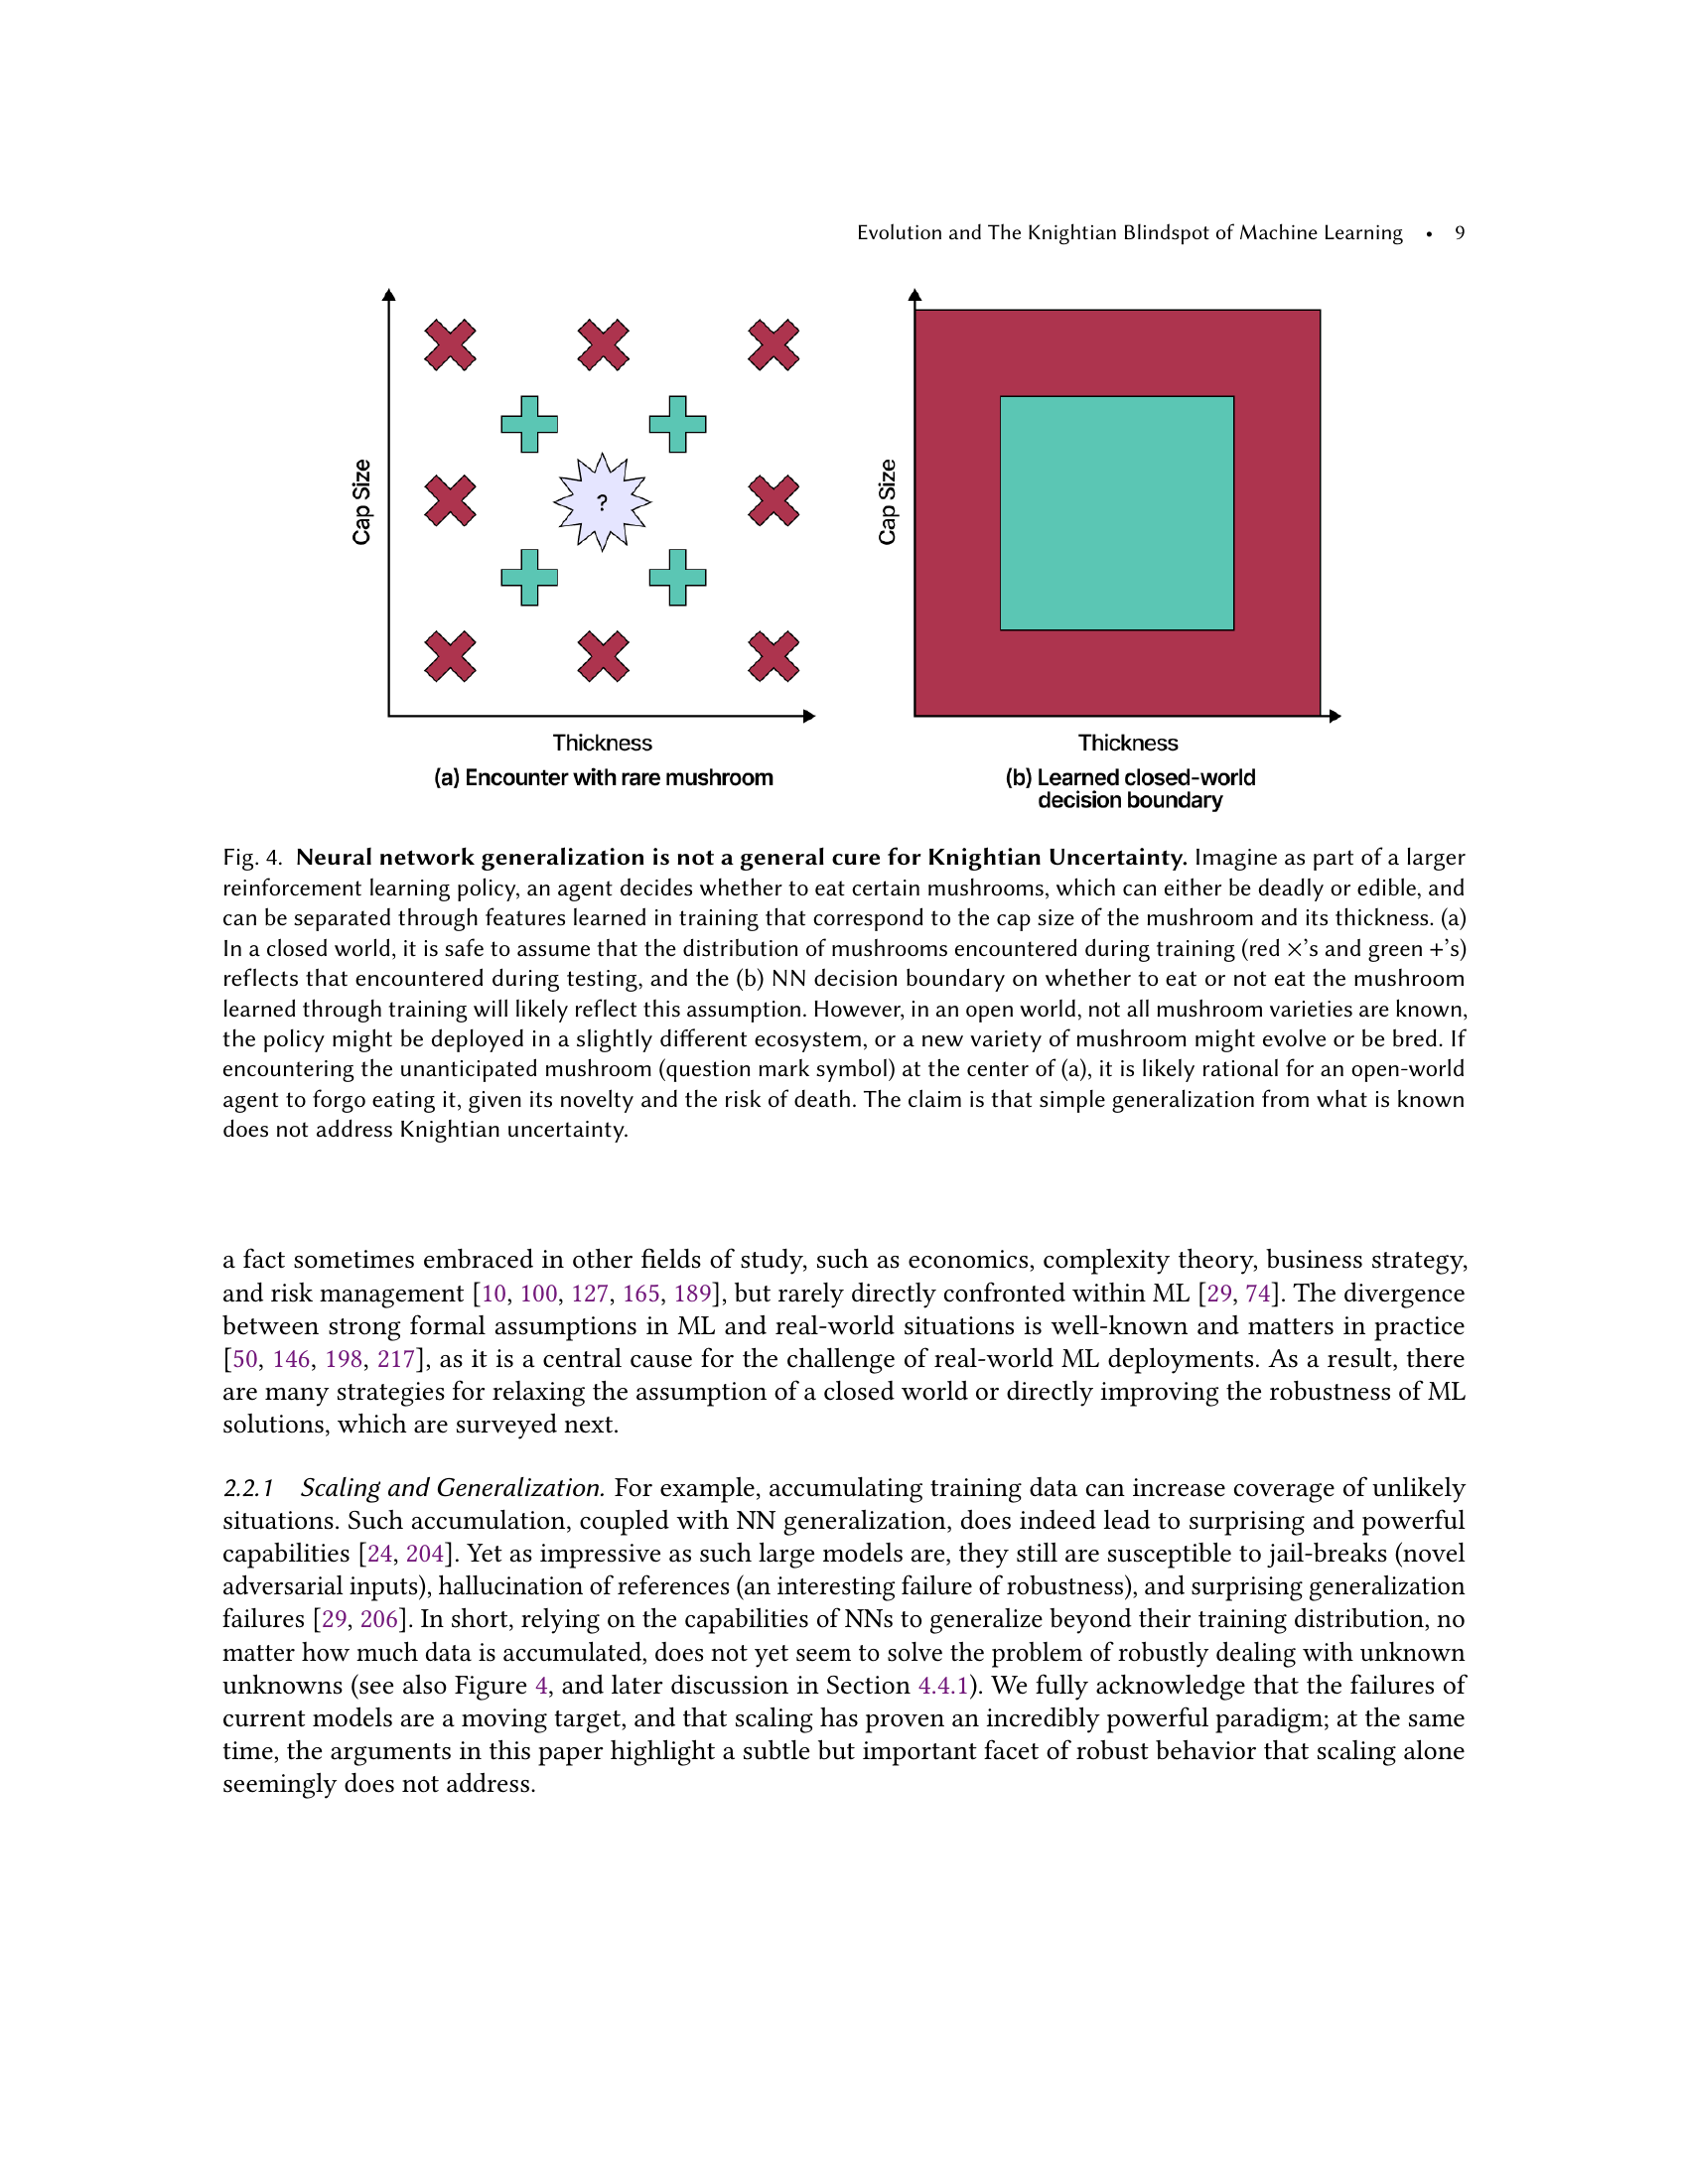 Evolution and The Knightian Blindspot of Machine Learning • 9
Cap Size
?
Thickness
(a) Encounter with rare mushroom
Cap Size
Thickness
(b) Learned closed-world
decision boundary
Fig. 4. Neural network generalization is not a general cure for Knightian Uncertainty. Imagine as part of a larger
reinforcement learning policy, an agent decides whether to eat certain mushrooms, which can either be deadly or edible, and
can be separated through features learned in training that correspond to the cap size of the mushroom and its thickness. (a)
In a closed world, it is safe to assume that the distribution of mushrooms encountered during training (red ×'s and green +'s)
reflects that encountered during testing, and the (b) NN decision boundary on whether to eat or not eat the mushroom
learned through training will likely reflect this assumption. However, in an open world, not all mushroom varieties are known,
the policy might be deployed in a slightly different ecosystem, or a new variety of mushroom might evolve or be bred. If
encountering the unanticipated mushroom (question mark symbol) at the center of (a), it is likely rational for an open-world
agent to forgo eating it, given its novelty and the risk of death. The claim is that simple generalization from what is known
does not address Knightian uncertainty.
a fact sometimes embraced in other fields of study, such as economics, complexity theory, business strategy,
and risk management [10, 100, 127, 165, 189], but rarely directly confronted within ML [29, 74]. The divergence
between strong formal assumptions in ML and real-world situations is well-known and matters in practice
[50, 146, 198, 217], as it is a central cause for the challenge of real-world ML deployments. As a result, there
are many strategies for relaxing the assumption of a closed world or directly improving the robustness of ML
solutions, which are surveyed next.
2.2.1 Scaling and Generalization. For example, accumulating training data can increase coverage of unlikely
situations. Such accumulation, coupled with NN generalization, does indeed lead to surprising and powerful
capabilities [24, 204]. Yet as impressive as such large models are, they still are susceptible to jail-breaks (novel
adversarial inputs), hallucination of references (an interesting failure of robustness), and surprising generalization
failures [29, 206]. In short, relying on the capabilities of NNs to generalize beyond their training distribution, no
matter how much data is accumulated, does not yet seem to solve the problem of robustly dealing with unknown
unknowns (see also Figure 4, and later discussion in Section 4.4.1). We fully acknowledge that the failures of
current models are a moving target, and that scaling has proven an incredibly powerful paradigm; at the same
time, the arguments in this paper highlight a subtle but important facet of robust behavior that scaling alone
seemingly does not address.